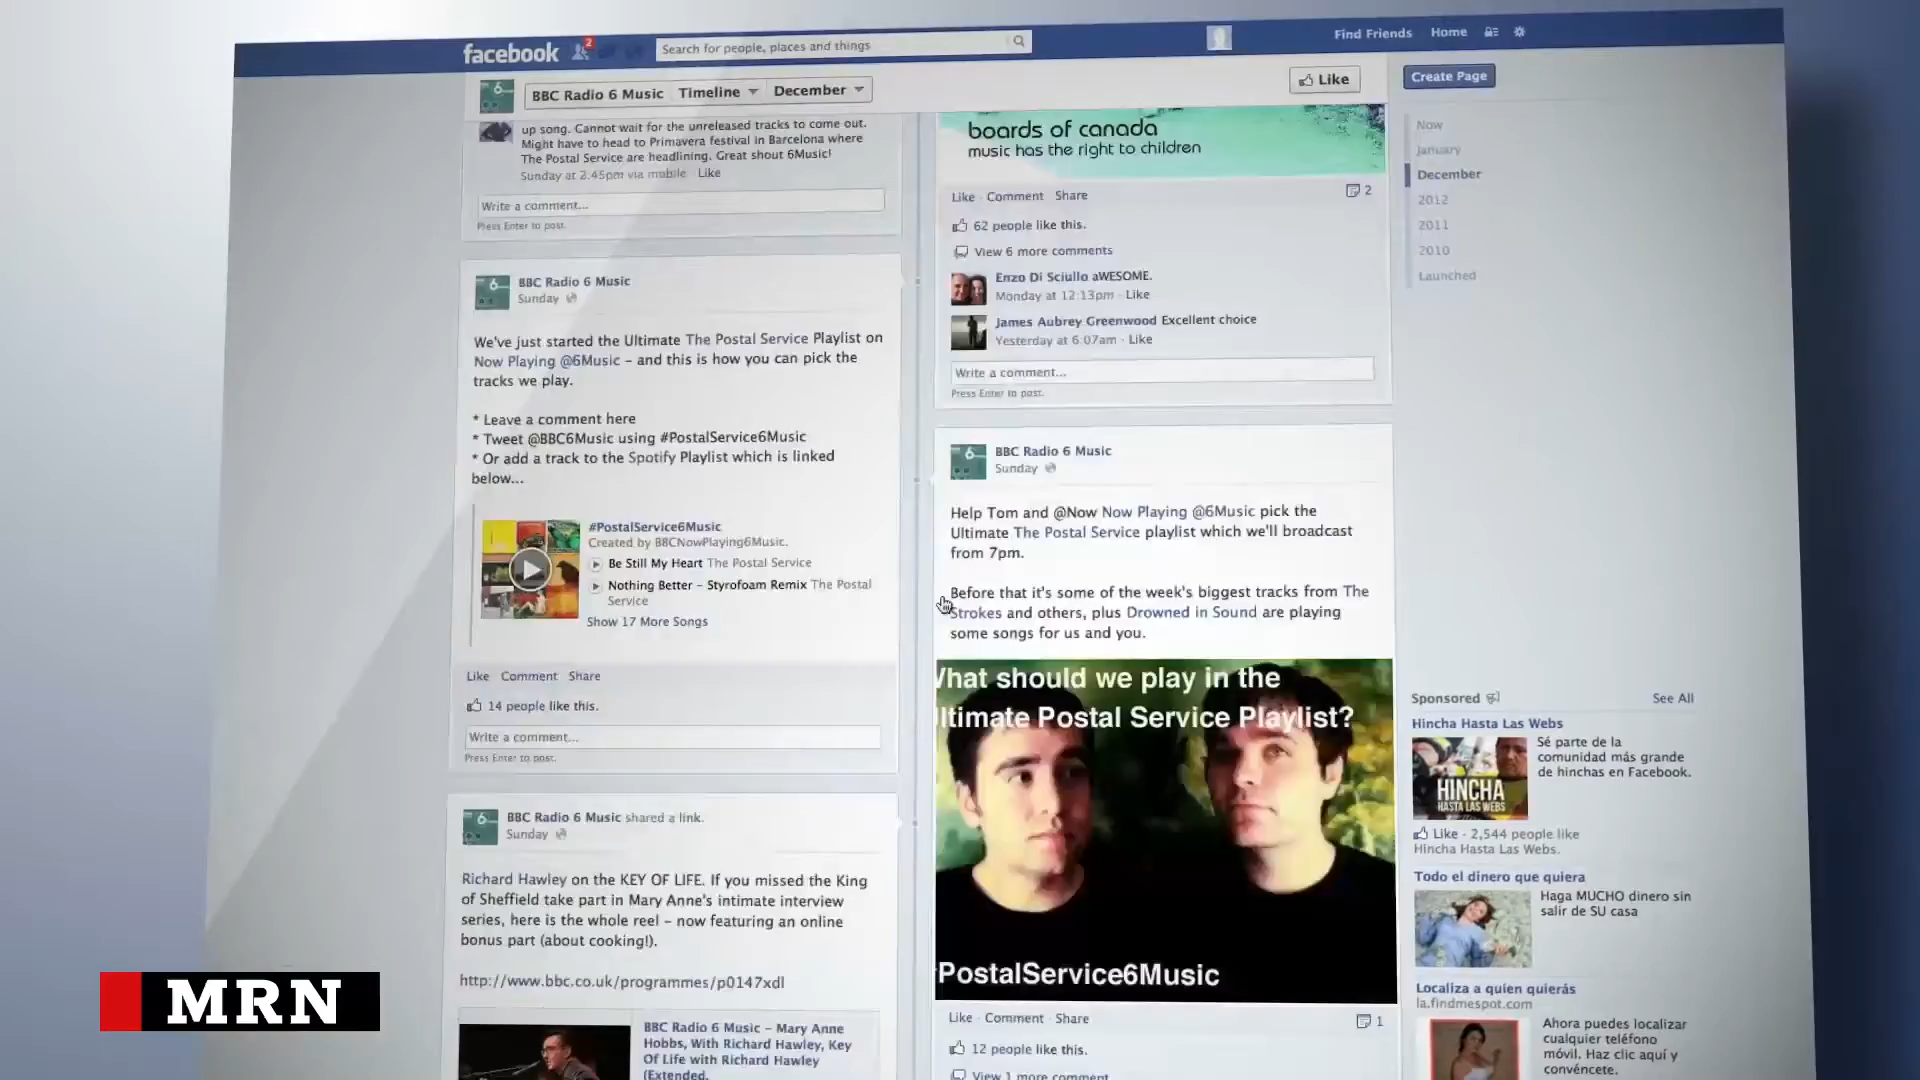 facebook
2
Search for people, places and things
Find Friends
Home
BBC Radio 6 Music
Timeline
December
Like
Create Page
up song. Cannot wait for the unreleased tracks to come out.
Might have to head to Primavera festival in Barcelona where
The Postal Service are headlining. Great shout 6Music!
Sunday at 2.45pm via mobile · Like
Write a comment...
Press Enter to post.
BBC Radio 6 Music
Sunday
We've just started the Ultimate The Postal Service Playlist on
Now Playing @6Music – and this is how you can pick the
tracks we play.
* Leave a comment here
* Tweet @BBC6Music using #PostalService6Music
* Or add a track to the Spotify Playlist which is linked
below...
#PostalService6Music
Created by BBCNowPlaying6Music.
Be Still My Heart The Postal Service
Nothing Better – Styrofoam Remix The Postal
Service
Show 17 More Songs
Like · Comment · Share
14 people like this.
Write a comment...
Press Enter to post.
BBC Radio 6 Music shared a link.
Sunday
Richard Hawley on the KEY OF LIFE. If you missed the King
of Sheffield take part in Mary Anne's intimate interview
series, here is the whole reel – now featuring an online
bonus part (about cooking!).
http://www.bbc.co.uk/programmes/p0147xdl
BBC Radio 6 Music – Mary Anne
Hobbs, With Richard Hawley, Key
Of Life with Richard Hawley
(Extended.
boards of canada
music has the right to children
Like · Comment · Share
2
62 people like this.
View 6 more comments
Enzo Di Sciullo aWESOME.
Monday at 12:13pm · Like
James Aubrey Greenwood Excellent choice
Yesterday at 6:07am · Like
Write a comment...
Press Enter to post.
BBC Radio 6 Music
Sunday
Help Tom and @Now Now Playing @6Music pick the
Ultimate The Postal Service playlist which we'll broadcast
from 7pm.
Before that it's some of the week's biggest tracks from The
Strokes and others, plus Drowned in Sound are playing
some songs for us and you.
What should we play in the
ltimate Postal Service Playlist?
PostalService6Music
Like · Comment · Share
1
12 people like this.
View 1 more comment
Now
January
December
2012
2011
2010
Launched
Sponsored
See All
Hincha Hasta Las Webs
HINCHA
HASTA LAS WEBS
Sé parte de la
comunidad más grande
de hinchas en Facebook.
Like · 2,544 people like
Hincha Hasta Las Webs.
Todo el dinero que quiera
Haga MUCHO dinero sin
salir de SU casa
Localiza a quien quierás
la.findmespot.com
Ahora puedes localizar
cualquier teléfono
móvil. Haz clic aquí y
convéncete.
MRN